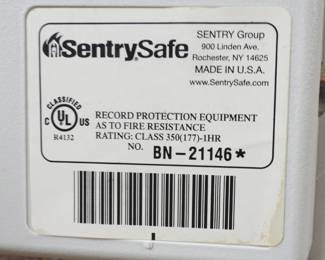 SentrySafe
SENTRY Group
900 Linden Ave.
Rochester, NY 14625
MADE IN U.S.A.
www.SentrySafe.com
CLASSIFIED
C UL US
R4132
RECORD PROTECTION EQUIPMENT
AS TO FIRE RESISTANCE
RATING: CLASS 350(177)-1HR
NO. BN-21146*